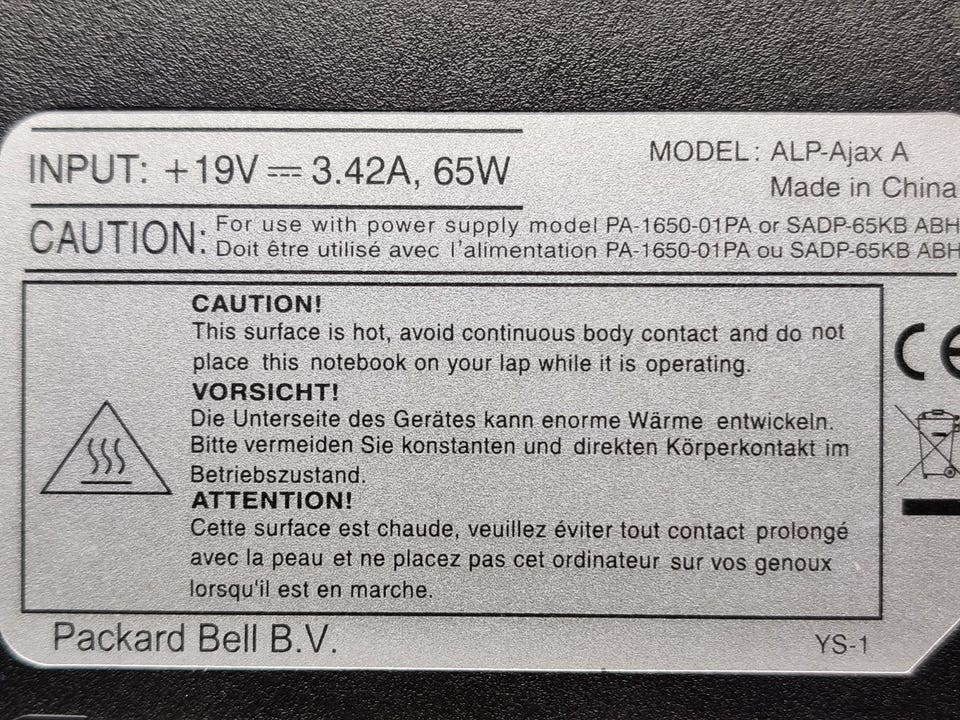 INPUT: +19V ⎓ 3.42A, 65W
MODEL: ALP-Ajax A
Made in China
CAUTION: For use with power supply model PA-1650-01PA or SADP-65KB ABH
Doit être utilisé avec l'alimentation PA-1650-01PA ou SADP-65KB ABH
CAUTION!
This surface is hot, avoid continuous body contact and do not
place this notebook on your lap while it is operating.
VORSICHT!
Die Unterseite des Gerätes kann enorme Wärme entwickeln.
Bitte vermeiden Sie konstanten und direkten Körperkontakt im
Betriebszustand.
ATTENTION!
Cette surface est chaude, veuillez éviter tout contact prolongé
avec la peau et ne placez pas cet ordinateur sur vos genoux
lorsqu'il est en marche.
CE
Packard Bell B.V.
YS-1